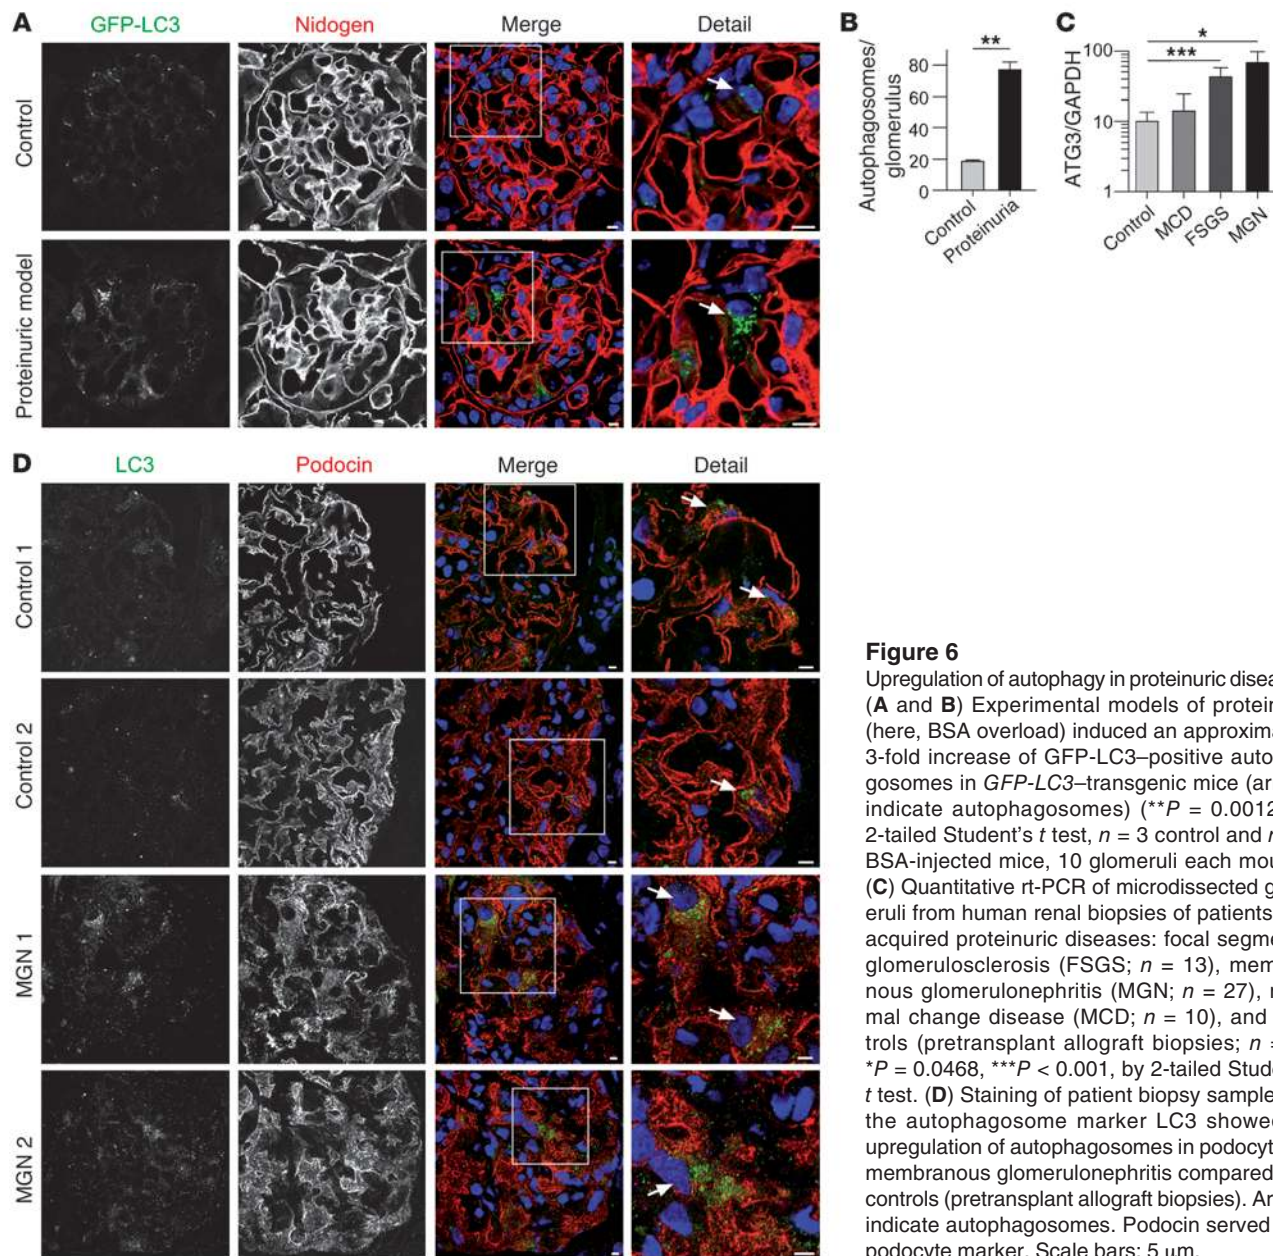 A
GFP-LC3 Nidogen Merge Detail
Control
Proteinuric model
B
Autophagosomes/
glomerulus
80
60
40
20
0
**
Control
Proteinuria
C
ATG3/GAPDH
100
10
1
*
***
Control
MCD
FSGS
MGN
D
LC3 Podocin Merge Detail
Control 1
Control 2
MGN 1
MGN 2
Figure 6
Upregulation of autophagy in proteinuric disea
(A and B) Experimental models of protein
(here, BSA overload) induced an approxima
3-fold increase of GFP-LC3–positive auto
gosomes in GFP-LC3–transgenic mice (ar
indicate autophagosomes) (**P = 0.0012
2-tailed Student's t test, n = 3 control and n
BSA-injected mice, 10 glomeruli each mou
(C) Quantitative rt-PCR of microdissected g
eruli from human renal biopsies of patients
acquired proteinuric diseases: focal segme
glomerulosclerosis (FSGS; n = 13), mem
nous glomerulonephritis (MGN; n = 27), r
mal change disease (MCD; n = 10), and
trols (pretransplant allograft biopsies; n =
*P = 0.0468, ***P < 0.001, by 2-tailed Stude
t test. (D) Staining of patient biopsy sample
the autophagosome marker LC3 showe
upregulation of autophagosomes in podocyt
membranous glomerulonephritis compared
controls (pretransplant allograft biopsies). Ar
indicate autophagosomes. Podocin served
podocyte marker. Scale bars: 5 μm.